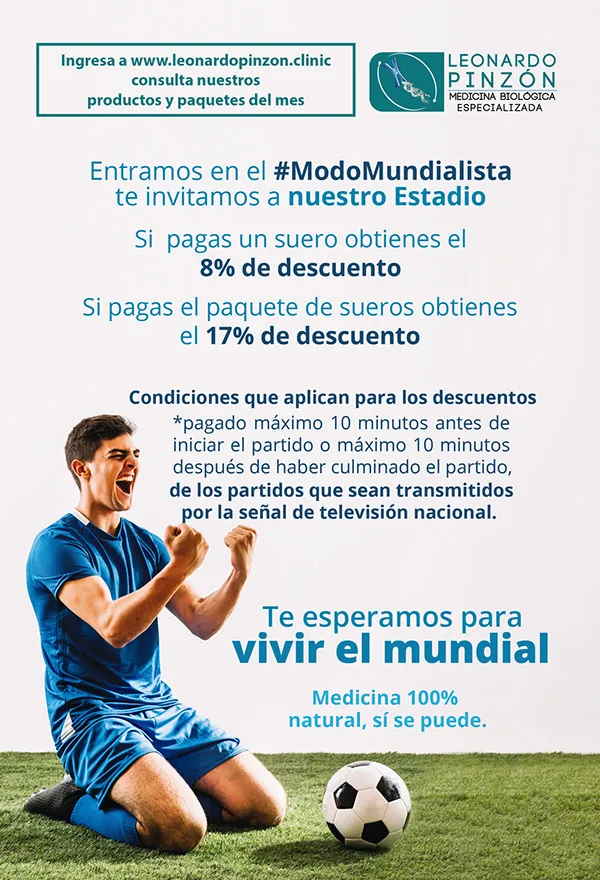 Ingresa a www.leonardopinzon.clinic
consulta nuestros
productos y paquetes del mes
LEONARDO
PINZÓN
MEDICINA BIOLÓGICA
ESPECIALIZADA
Entramos en el #ModoMundialista
te invitamos a nuestro Estadio
Si pagas un suero obtienes el
8% de descuento
Si pagas el paquete de sueros obtienes
el 17% de descuento
Condiciones que aplican para los descuentos
*pagado máximo 10 minutos antes de
iniciar el partido o máximo 10 minutos
después de haber culminado el partido,
de los partidos que sean transmitidos
por la señal de televisión nacional.
Te esperamos para
vivir el mundial
Medicina 100%
natural, sí se puede.